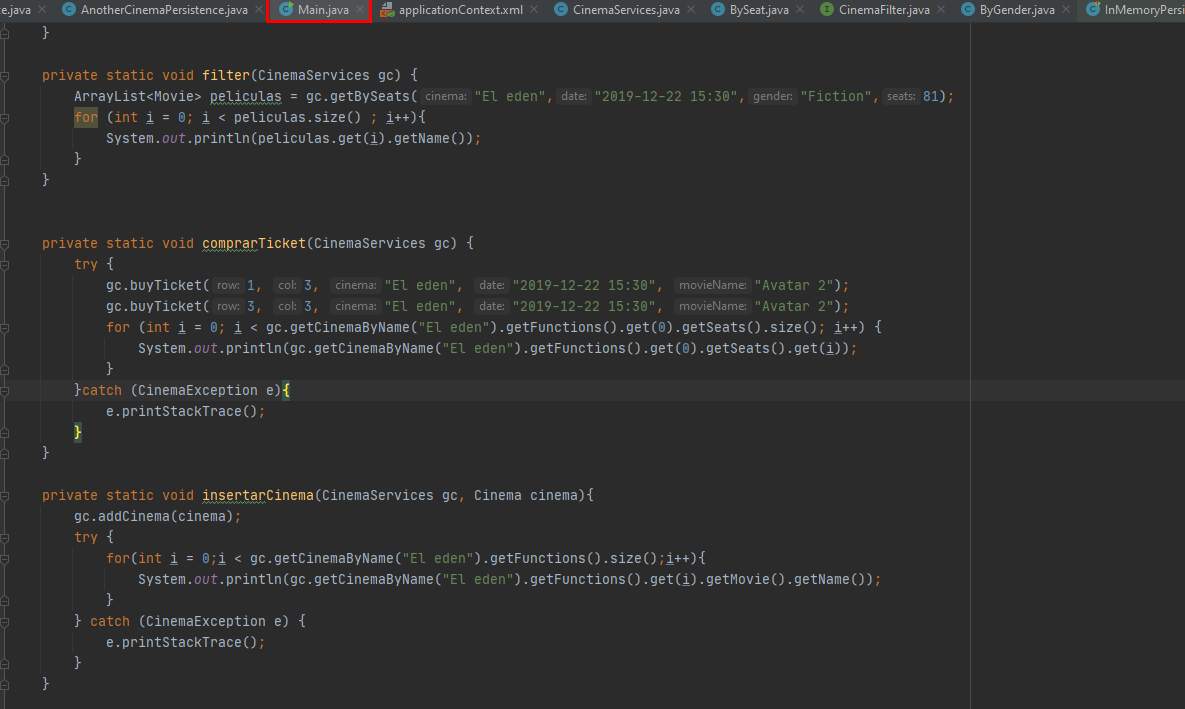 e.java AnotherCinemaPersistence.java Main.java applicationContext.xml CinemaServices.java BySeat.java CinemaFilter.java ByGender.java InMemoryPersi
}
private static void filter(CinemaServices gc) {
ArrayList<Movie> peliculas = gc.getBySeats( cinema: "El eden", date: "2019-12-22 15:30", gender: "Fiction", seats: 81);
for (int i = 0; i < peliculas.size() ; i++){
System.out.println(peliculas.get(i).getName());
}
}
private static void comprarTicket(CinemaServices gc) {
try {
gc.buyTicket( row: 1, col: 3, cinema: "El eden", date: "2019-12-22 15:30", movieName: "Avatar 2");
gc.buyTicket( row: 3, col: 3, cinema: "El eden", date: "2019-12-22 15:30", movieName: "Avatar 2");
for (int i = 0; i < gc.getCinemaByName("El eden").getFunctions().get(0).getSeats().size(); i++) {
System.out.println(gc.getCinemaByName("El eden").getFunctions().get(0).getSeats().get(i));
}
}catch (CinemaException e){
e.printStackTrace();
}
}
private static void insertarCinema(CinemaServices gc, Cinema cinema){
gc.addCinema(cinema);
try {
for(int i = 0;i < gc.getCinemaByName("El eden").getFunctions().size();i++){
System.out.println(gc.getCinemaByName("El eden").getFunctions().get(i).getMovie().getName());
}
} catch (CinemaException e) {
e.printStackTrace();
}
}